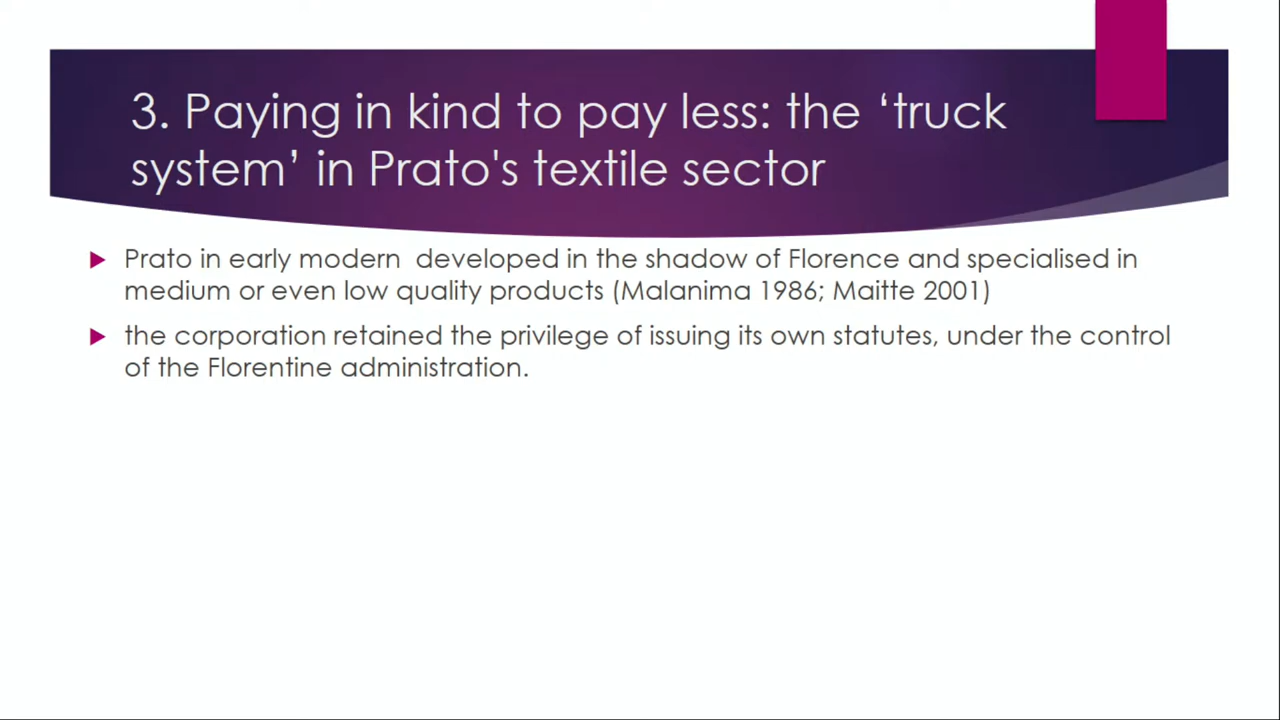 3. Paying in kind to pay less: the ‘truck
system’ in Prato's textile sector
Prato in early modern  developed in the shadow of Florence and specialised in
medium or even low quality products (Malanima 1986; Maitte 2001)
the corporation retained the privilege of issuing its own statutes, under the control
of the Florentine administration.